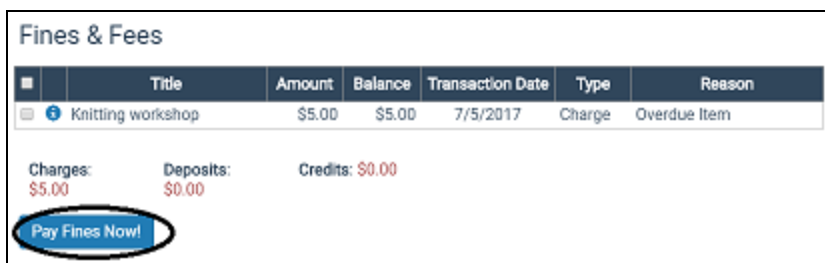 Fines & Fees
Title Amount Balance Transaction Date Type Reason
Knitting workshop $5.00 $5.00 7/5/2017 Charge Overdue Item
Charges: Deposits: Credits: $0.00
$5.00 $0.00
Pay Fines Now!